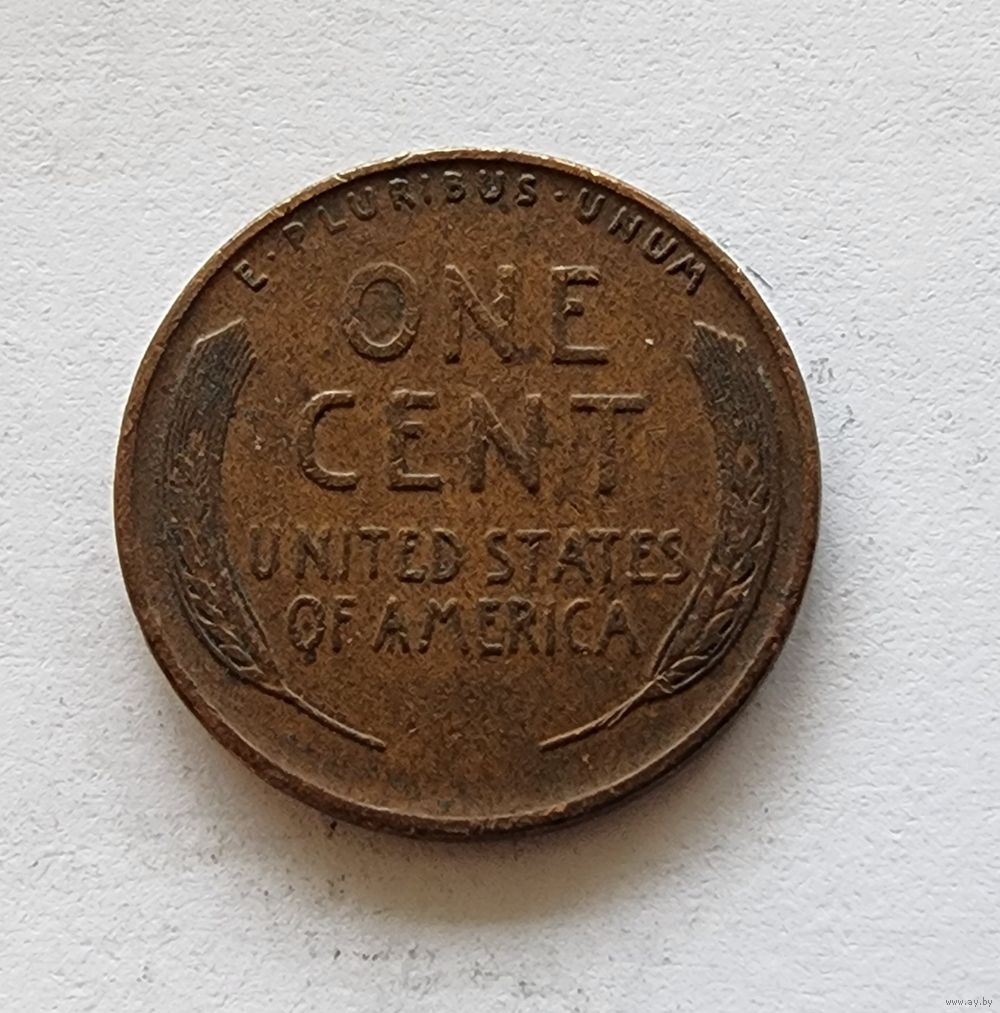 E · PLURIBUS · UNUM
ONE
CENT
UNITED STATES
OF AMERICA
www.ay.by